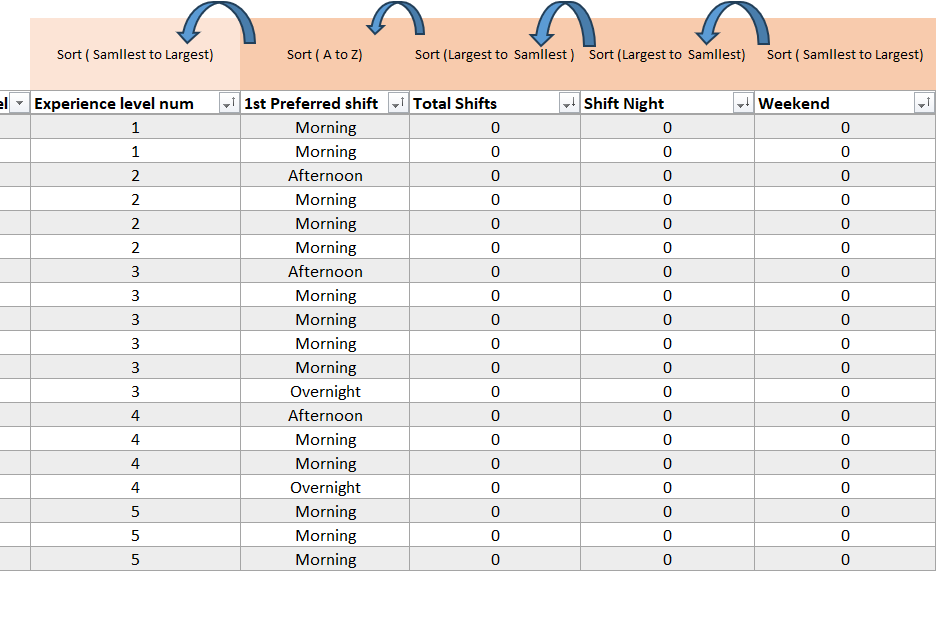 Sort ( Samllest to Largest) Sort ( A to Z) Sort (Largest to Samllest ) Sort (Largest to Samllest) Sort ( Samllest to Largest)
el Experience level num 1st Preferred shift Total Shifts Shift Night Weekend
1 Morning 0 0 0
1 Morning 0 0 0
2 Afternoon 0 0 0
2 Morning 0 0 0
2 Morning 0 0 0
2 Morning 0 0 0
3 Afternoon 0 0 0
3 Morning 0 0 0
3 Morning 0 0 0
3 Morning 0 0 0
3 Morning 0 0 0
3 Overnight 0 0 0
4 Afternoon 0 0 0
4 Morning 0 0 0
4 Morning 0 0 0
4 Overnight 0 0 0
5 Morning 0 0 0
5 Morning 0 0 0
5 Morning 0 0 0